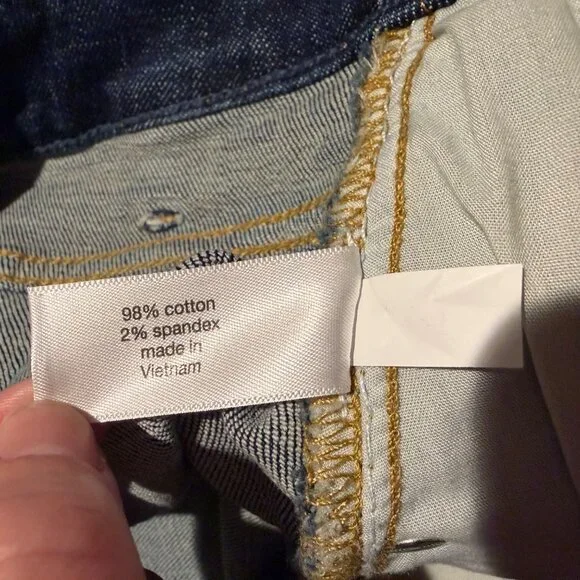 98% cotton
2% spandex
made in
Vietnam